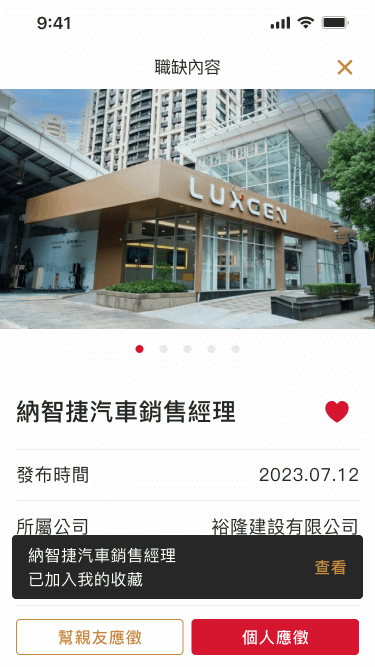 9:41
職缺內容
LUXGEN
納智捷汽車銷售經理
發布時間
2023.07.12
所屬公司
裕隆建設有限公司
納智捷汽車銷售經理
已加入我的收藏
查看
幫親友應徵
個人應徵